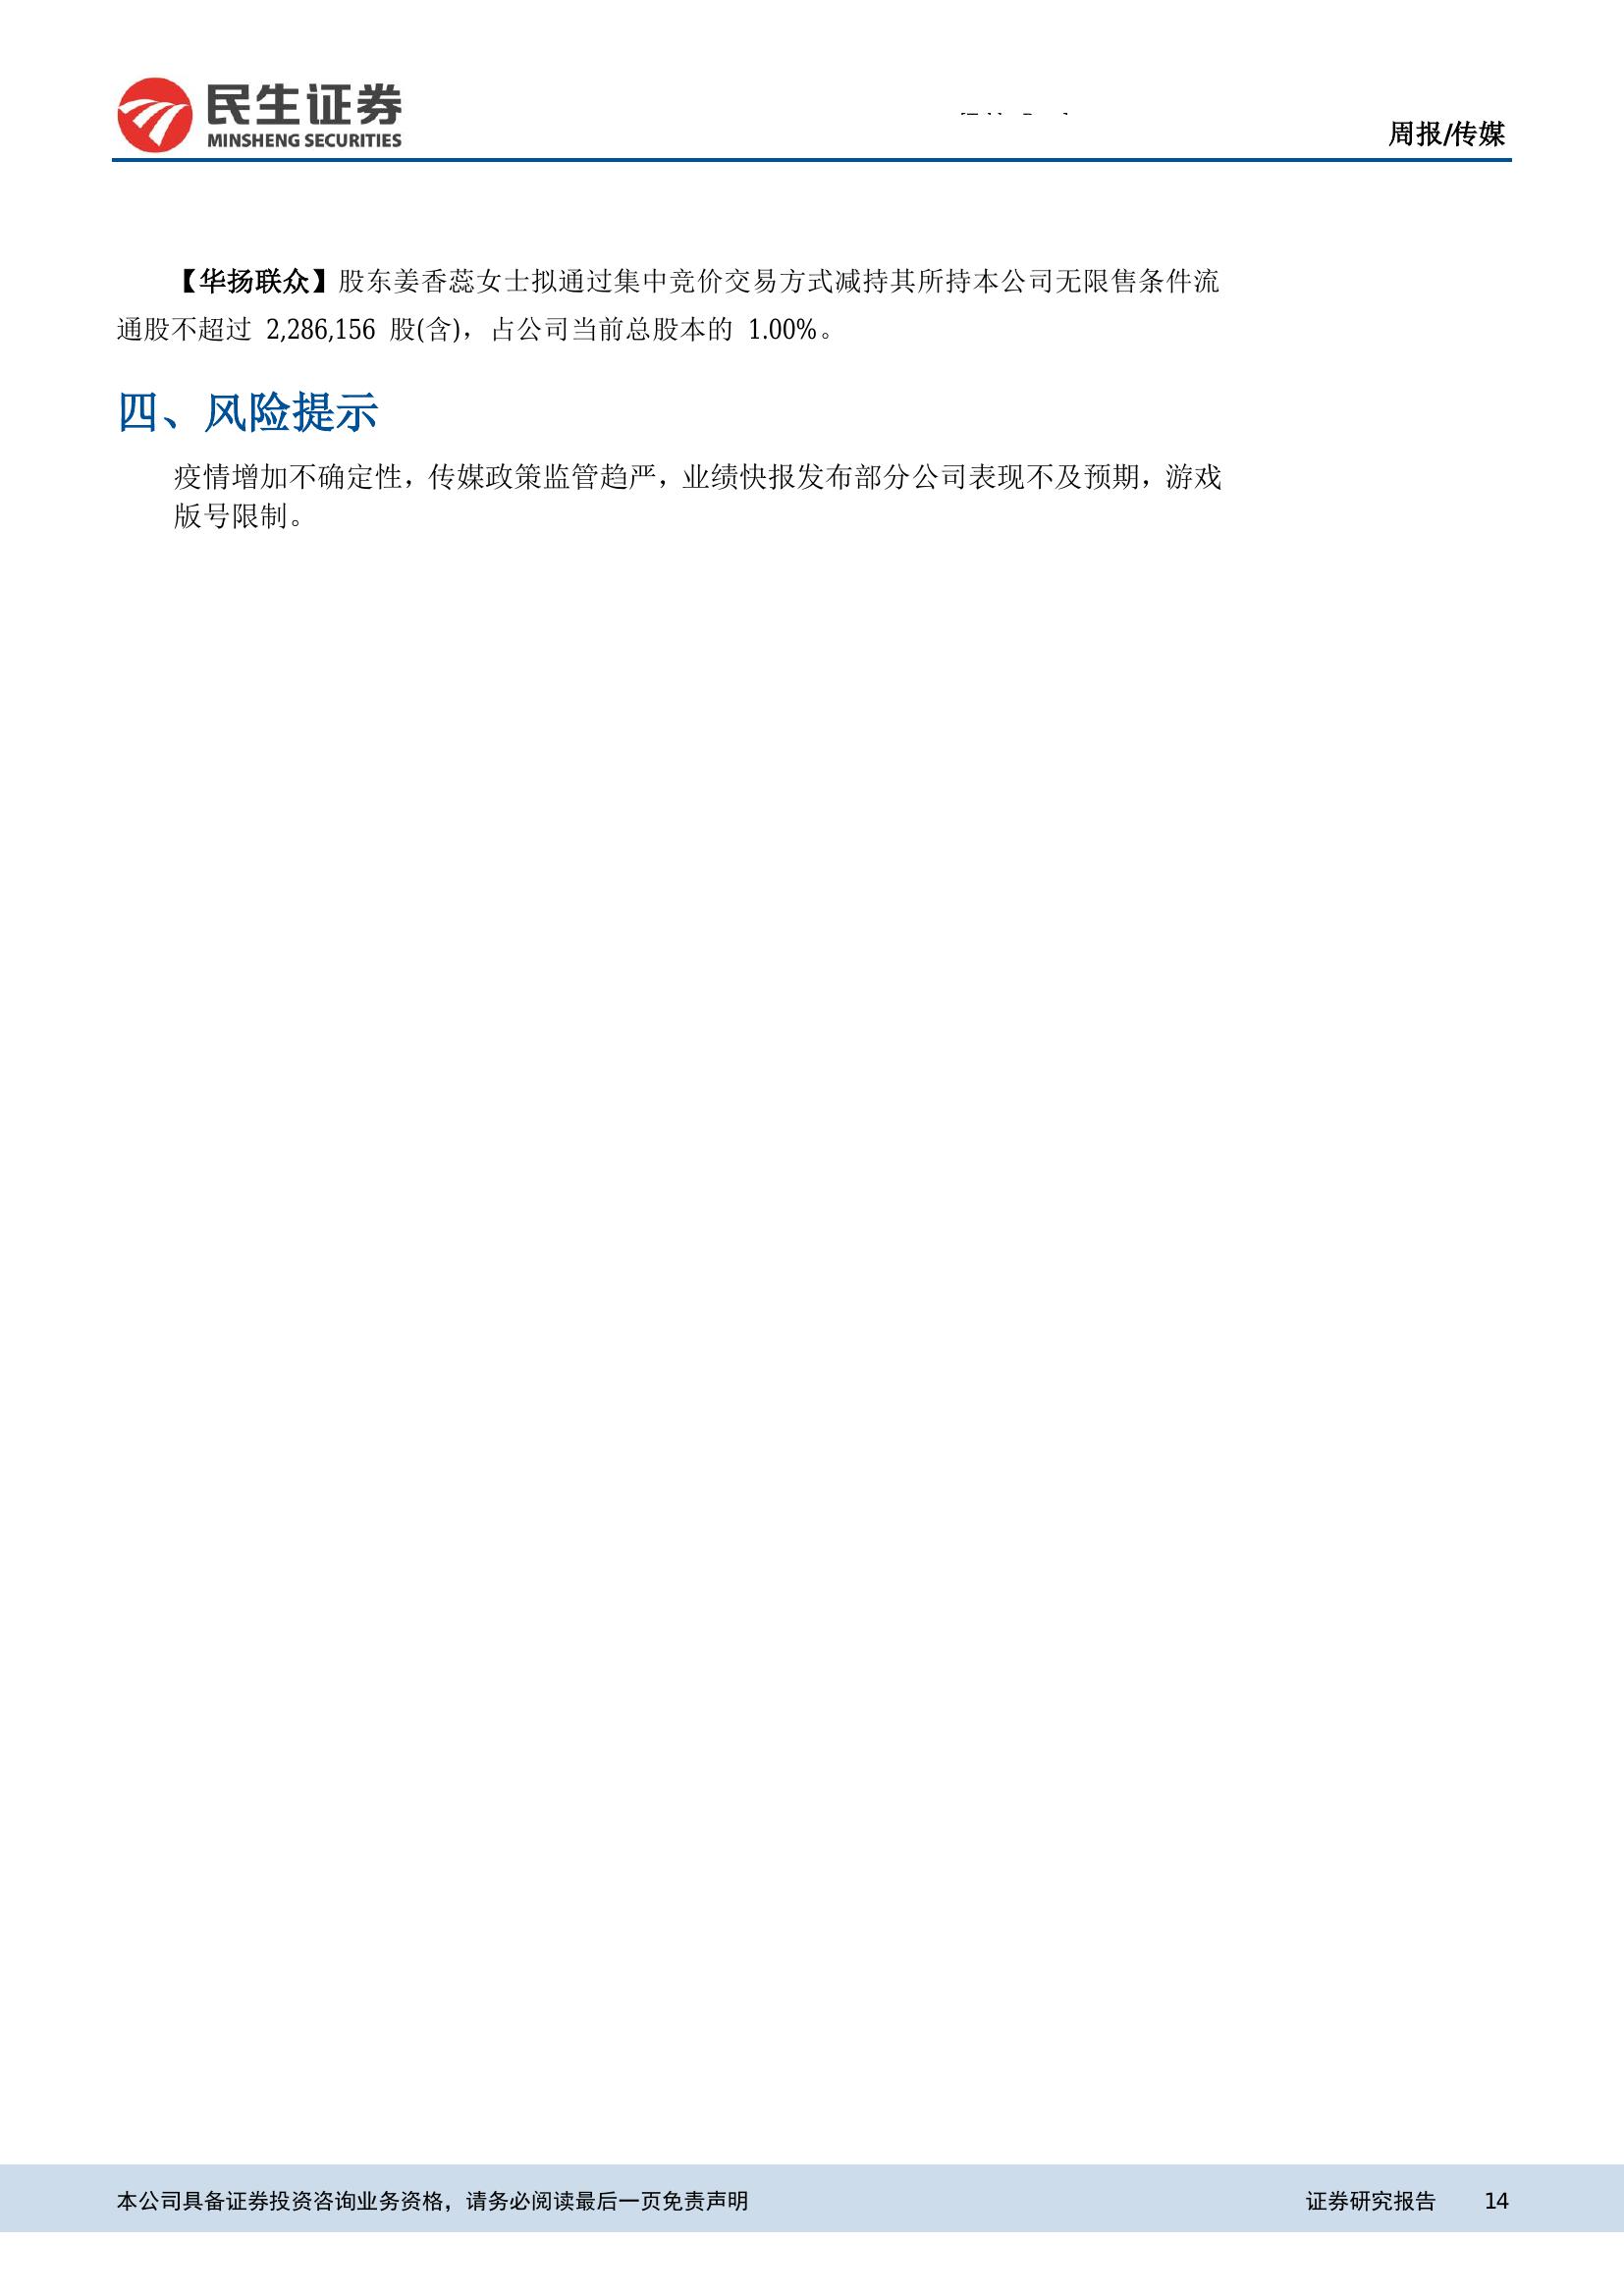 民生证券
MINSHENG SECURITIES
周报/传媒
【华扬联众】股东姜香蕊女士拟通过集中竞价交易方式减持其所持本公司无限售条件流
通股不超过 2,286,156 股(含)，占公司当前总股本的 1.00%。
四、风险提示
疫情增加不确定性，传媒政策监管趋严，业绩快报发布部分公司表现不及预期，游戏
版号限制。
本公司具备证券投资咨询业务资格，请务必阅读最后一页免责声明
证券研究报告 14